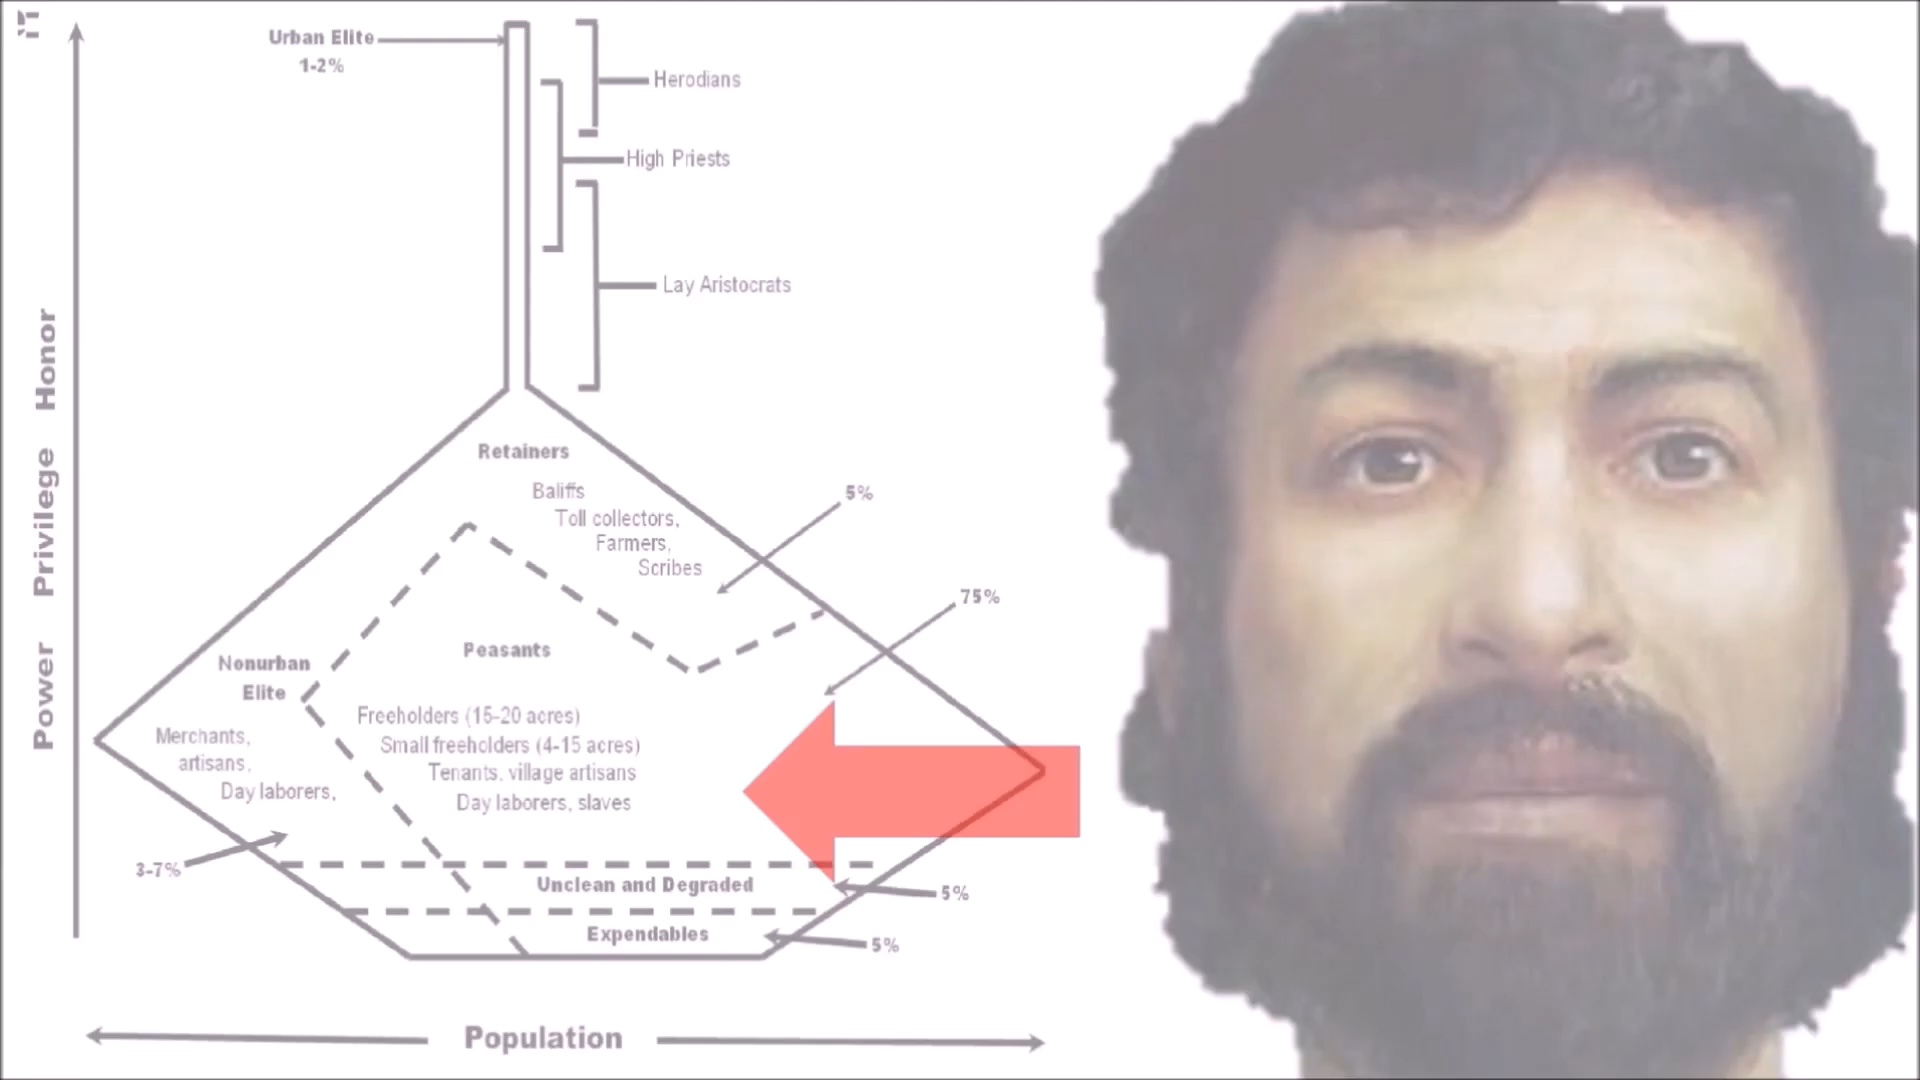 Urban Elite
1-2%
Herodians
High Priests
Lay Aristocrats
Power Privilege Honor
Retainers
Baliffs
Toll collectors,
Farmers,
Scribes
5%
75%
Peasants
Nonurban
Elite
Freeholders (15-20 acres)
Small freeholders (4-15 acres)
Tenants, village artisans
Day laborers, slaves
Merchants,
artisans,
Day laborers,
3-7%
Unclean and Degraded
5%
Expendables
5%
Population